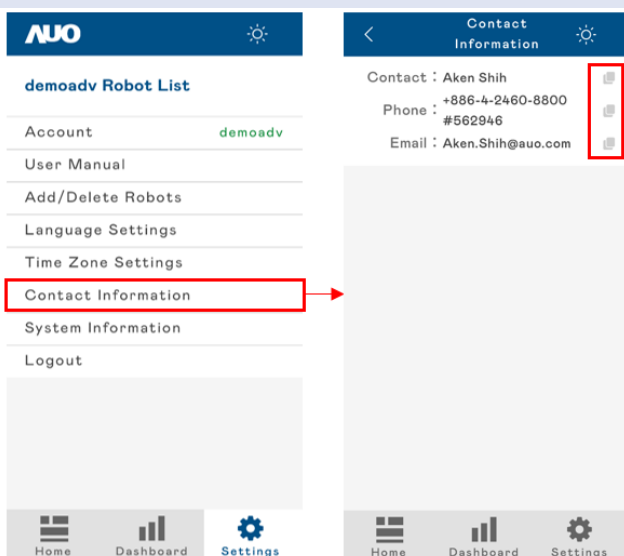 AUO
demoadv Robot List
Account demoadv
User Manual
Add/Delete Robots
Language Settings
Time Zone Settings
Contact Information
System Information
Logout
Home Dashboard Settings
Contact
Information
Contact : Aken Shih
Phone : +886-4-2460-8800
#562946
Email : Aken.Shih@auo.com
Home Dashboard Settings